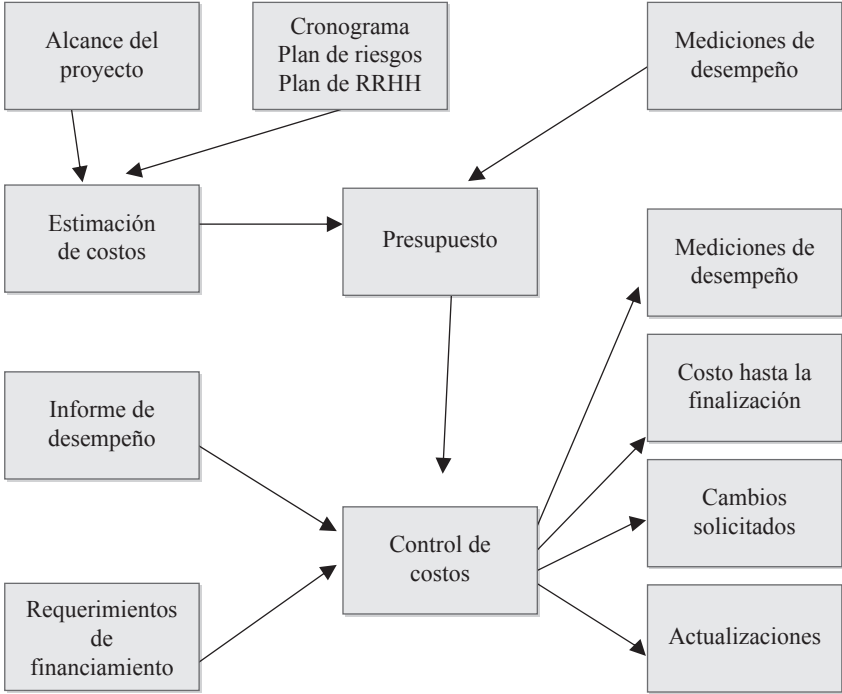 Alcance del
proyecto
Cronograma
Plan de riesgos
Plan de RRHH
Mediciones de
desempeño
Estimación
de costos
Presupuesto
Mediciones de
desempeño
Costo hasta la
finalización
Informe de
desempeño
Cambios
solicitados
Control de
costos
Requerimientos
de
financiamiento
Actualizaciones